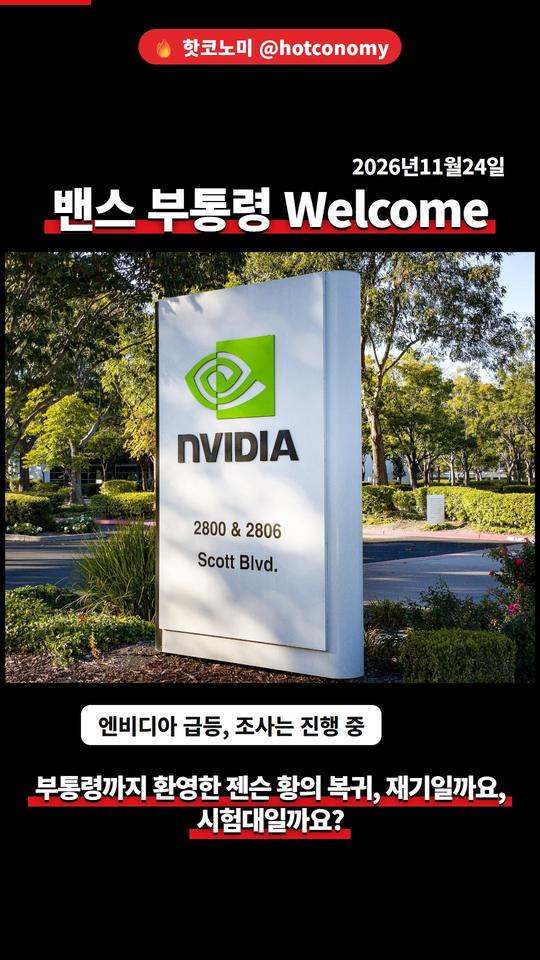 🔥 핫코노미 @hotconomy
2026년11월24일
밴스 부통령 Welcome
NVIDIA
2800 & 2806
Scott Blvd.
엔비디아 급등, 조사는 진행 중
부통령까지 환영한 젠슨 황의 복귀, 재기일까요,
시험대일까요?